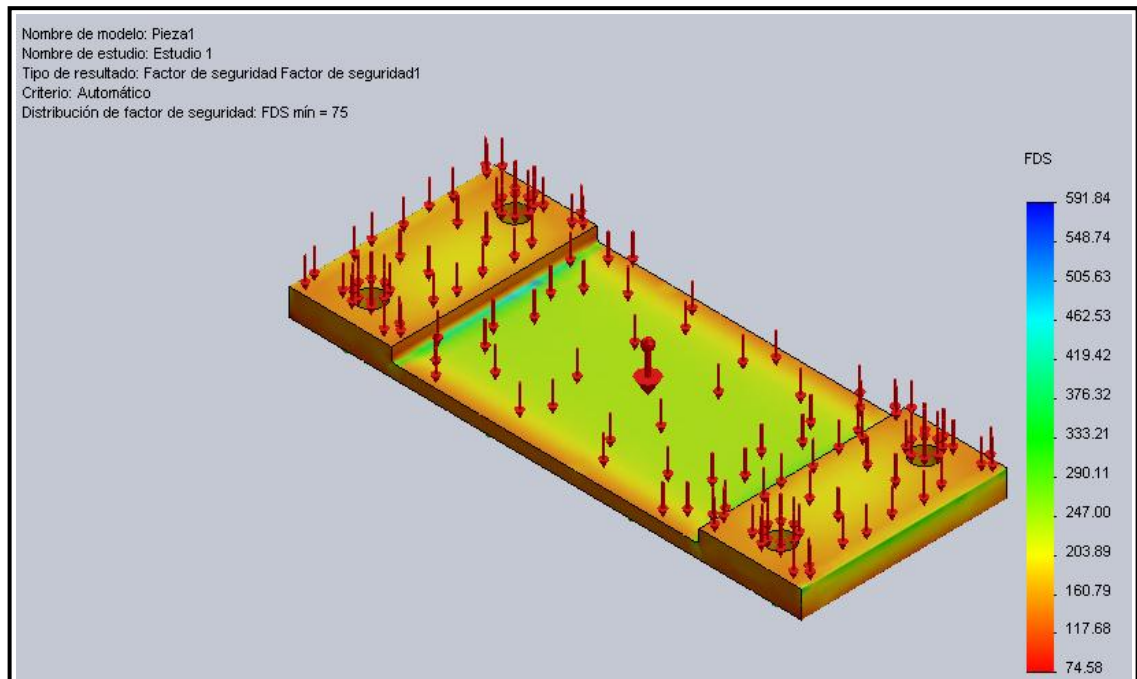 Nombre de modelo: Pieza1
Nombre de estudio: Estudio 1
Tipo de resultado: Factor de seguridad Factor de seguridad1
Criterio: Automático
Distribución de factor de seguridad: FDS mín = 75
FDS
591.84
548.74
505.63
462.53
419.42
376.32
333.21
290.11
247.00
203.89
160.79
117.68
74.58